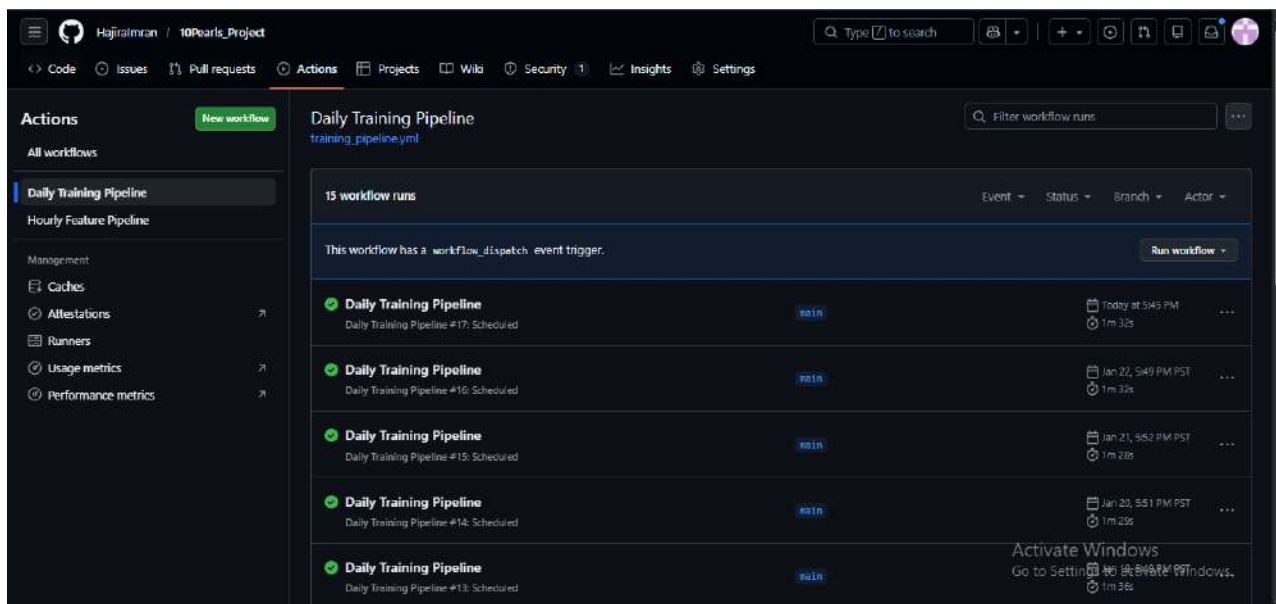 HajiraImran / 10Pearls_Project
Type / to search
Code Issues Pull requests Actions Projects Wiki Security 1 Insights Settings
Actions
New workflow
All workflows
Daily Training Pipeline
Hourly Feature Pipeline
Management
Caches
Attestations
Runners
Usage metrics
Performance metrics
Daily Training Pipeline
training_pipeline.yml
Filter workflow runs
15 workflow runs
Event Status Branch Actor
This workflow has a workflow_dispatch event trigger.
Run workflow
Daily Training Pipeline
Daily Training Pipeline #17: Scheduled
main
Today at 5:45 PM
1m 32s
Daily Training Pipeline
Daily Training Pipeline #16: Scheduled
main
Jan 22, 5:49 PM PST
1m 32s
Daily Training Pipeline
Daily Training Pipeline #15: Scheduled
main
Jan 21, 5:52 PM PST
1m 28s
Daily Training Pipeline
Daily Training Pipeline #14: Scheduled
main
Jan 20, 5:51 PM PST
1m 29s
Daily Training Pipeline
Daily Training Pipeline #13: Scheduled
main
1m 36s
Activate Windows
Go to Settings to activate Windows.